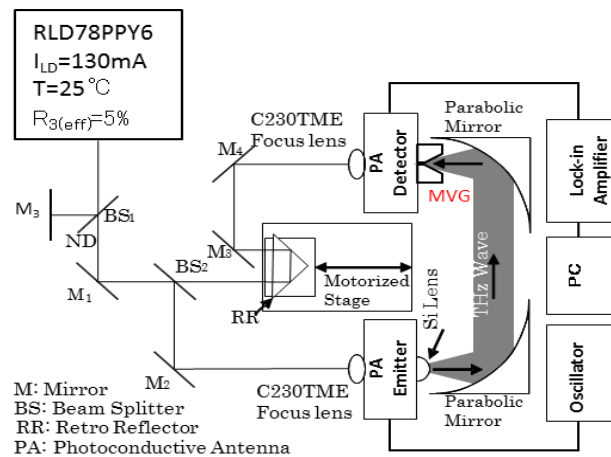 RLD78PPY6
I_LD=130mA
T=25℃
R_3(eff)=5%
M₃
ND
BS₁
M₁
BS₂
M₂
M₄
M₃
C230TME
Focus lens
PA
Detector
MVG
Parabolic
Mirror
Lock-in
Amplifier
Motorized
Stage
RR
THz Wave
PC
Si Lens
C230TME
Focus lens
PA
Emitter
Parabolic
Mirror
Oscillator
M: Mirror
BS: Beam Splitter
RR: Retro Reflector
PA: Photoconductive Antenna